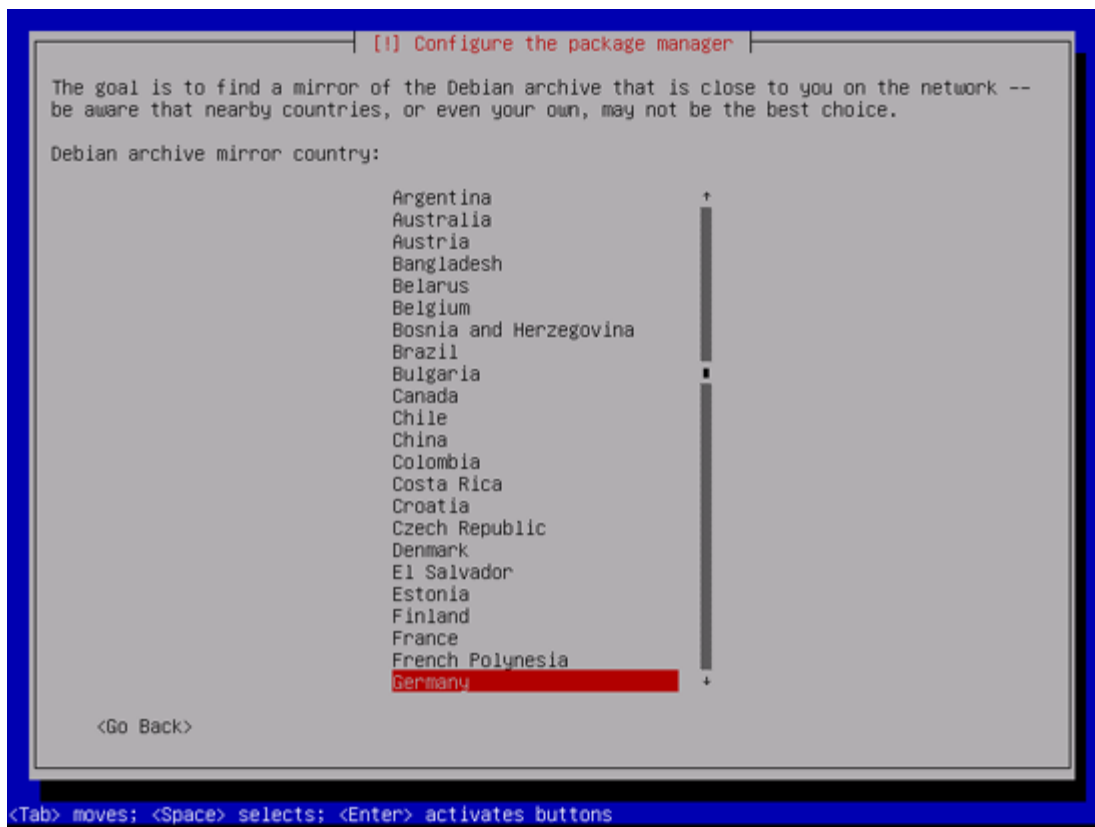 [!] Configure the package manager
The goal is to find a mirror of the Debian archive that is close to you on the network --
be aware that nearby countries, or even your own, may not be the best choice.
Debian archive mirror country:
Argentina
Australia
Austria
Bangladesh
Belarus
Belgium
Bosnia and Herzegovina
Brazil
Bulgaria
Canada
Chile
China
Colombia
Costa Rica
Croatia
Czech Republic
Denmark
El Salvador
Estonia
Finland
France
French Polynesia
Germany
<Go Back>
<Tab> moves; <Space> selects; <Enter> activates buttons